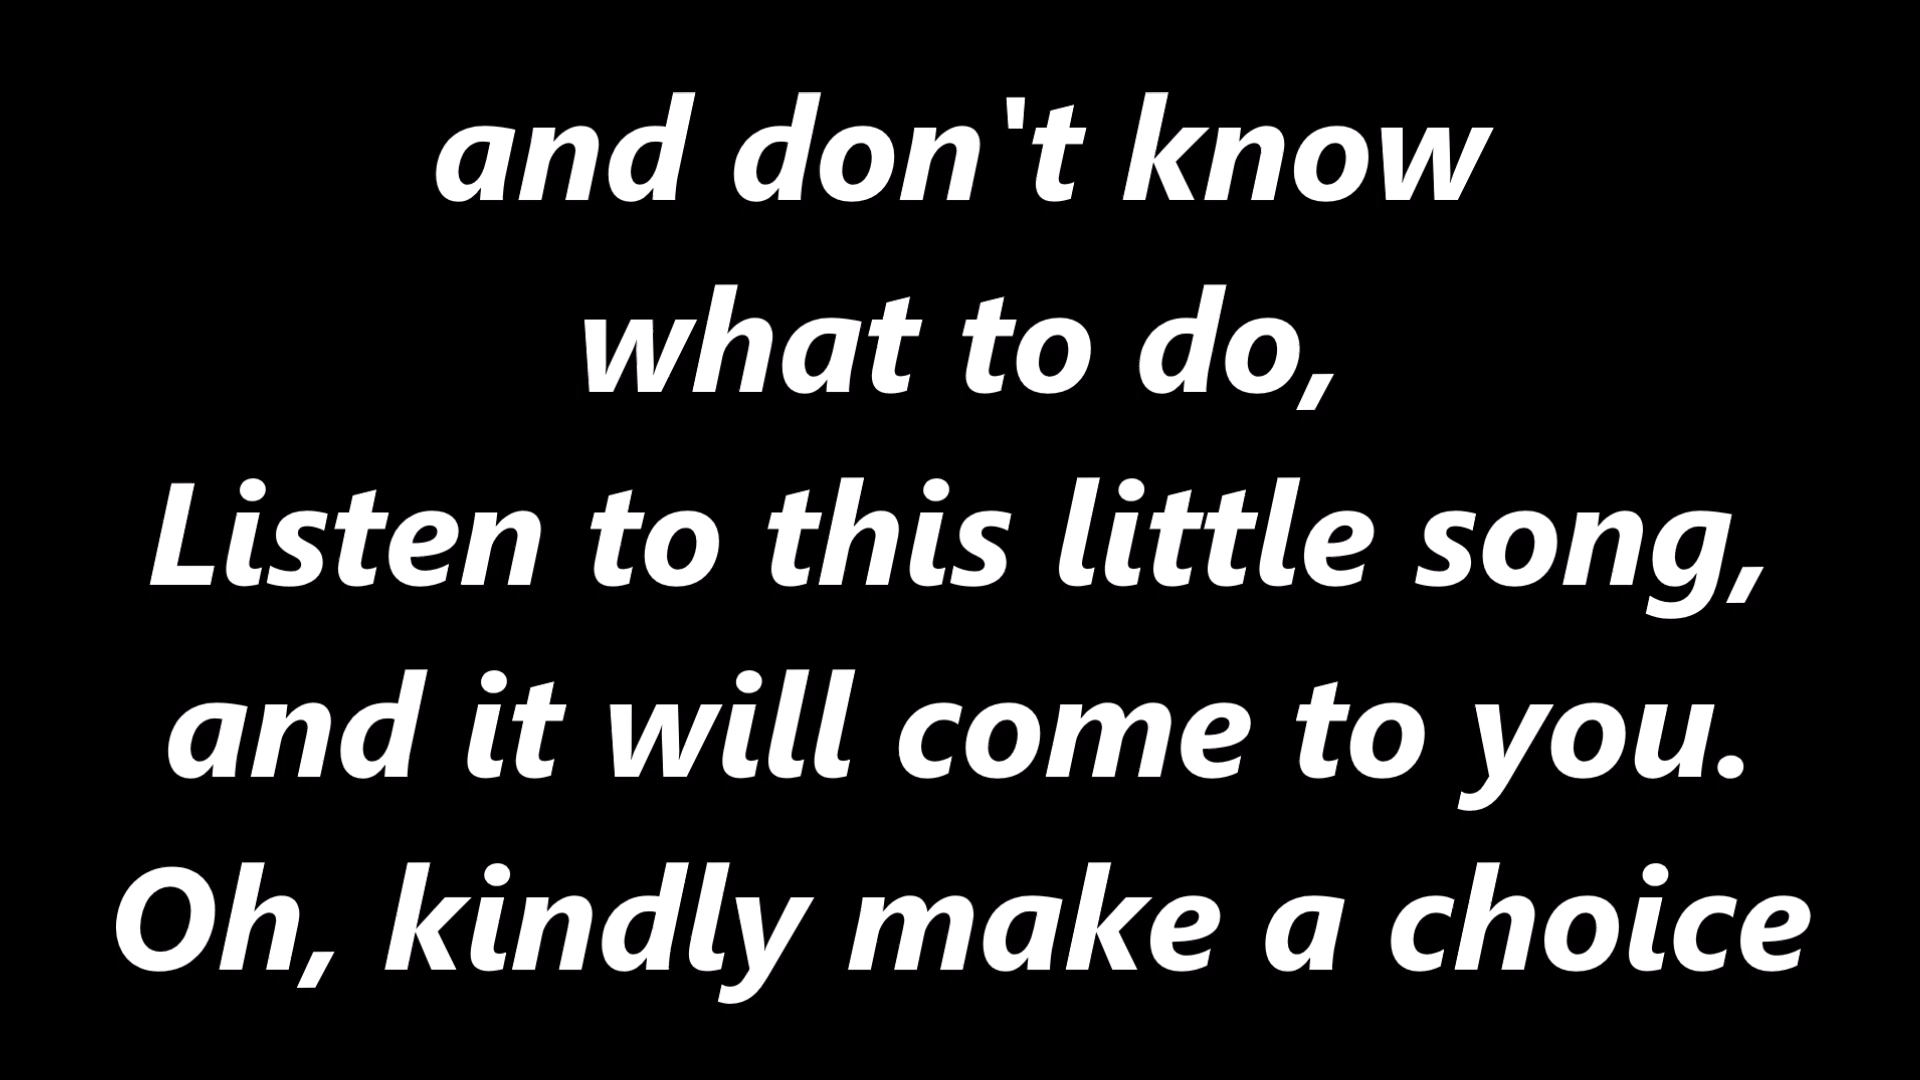 and don't know
what to do,
Listen to this little song,
and it will come to you.
Oh, kindly make a choice